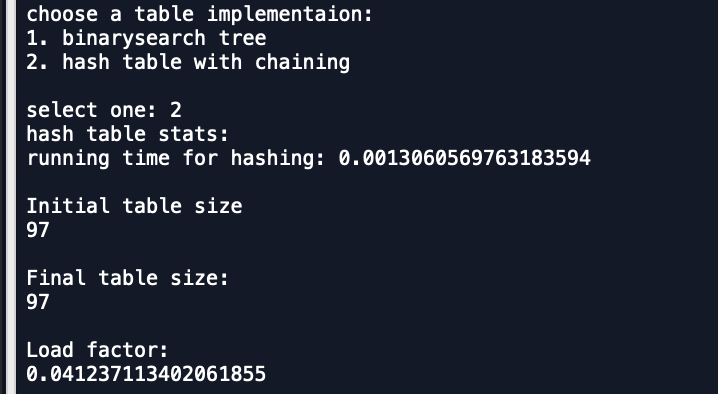 choose a table implementaion:
1. binarysearch tree
2. hash table with chaining
select one: 2
hash table stats:
running time for hashing: 0.0013060569763183594
Initial table size
97
Final table size:
97
Load factor:
0.041237113402061855